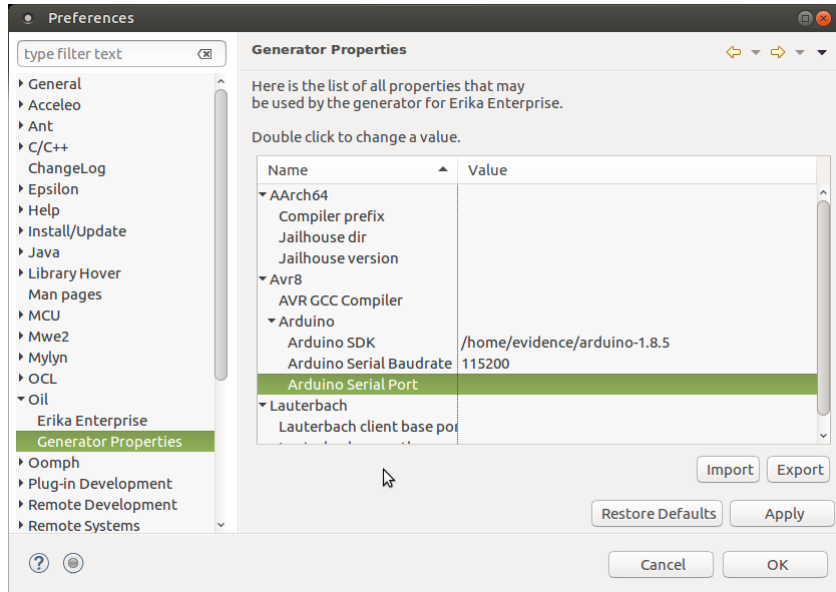 Preferences
type filter text
General
Acceleo
Ant
C/C++
ChangeLog
Epsilon
Help
Install/Update
Java
Library Hover
Man pages
MCU
Mwe2
Mylyn
OCL
Oil
Erika Enterprise
Generator Properties
Oomph
Plug-in Development
Remote Development
Remote Systems
Generator Properties
Here is the list of all properties that may
be used by the generator for Erika Enterprise.
Double click to change a value.
Name Value
AArch64
Compiler prefix
Jailhouse dir
Jailhouse version
Avr8
AVR GCC Compiler
Arduino
Arduino SDK /home/evidence/arduino-1.8.5
Arduino Serial Baudrate 115200
Arduino Serial Port
Lauterbach
Lauterbach client base por
Import Export
Restore Defaults Apply
Cancel OK